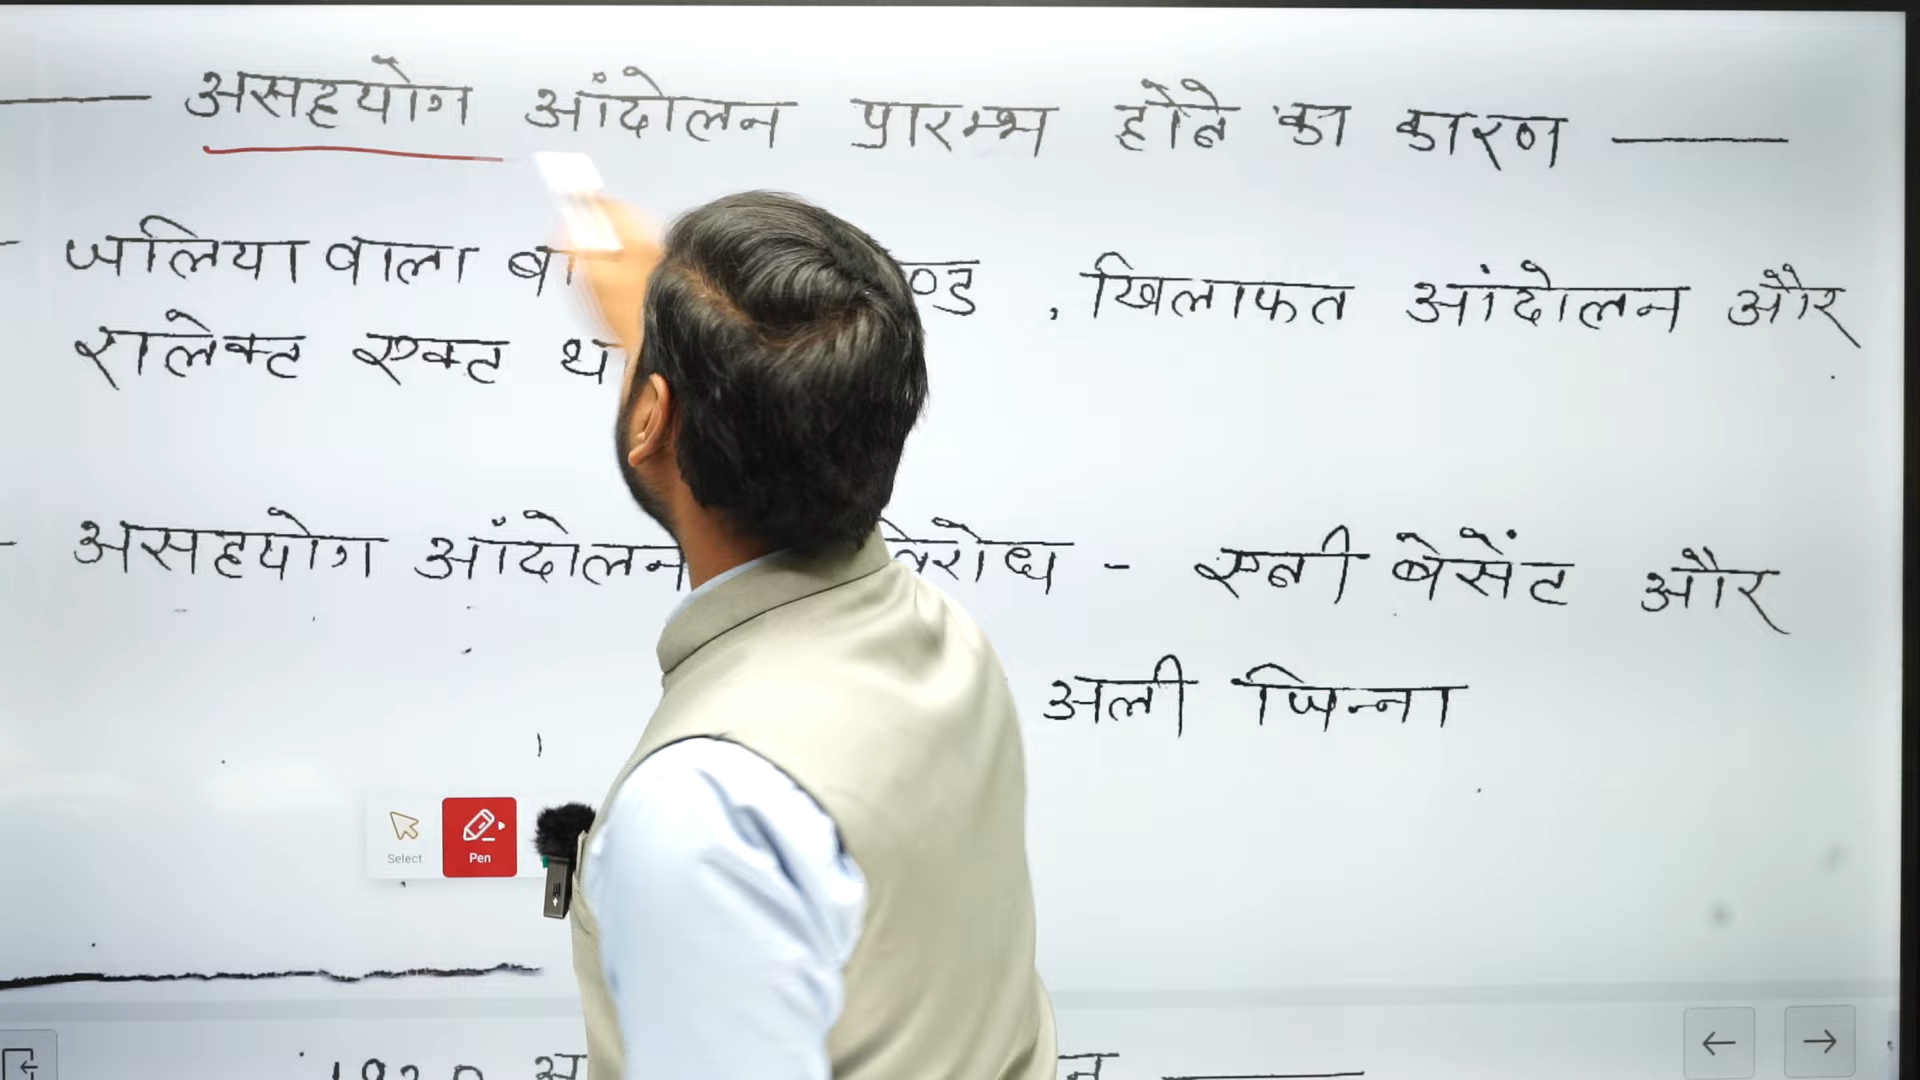 असहयोग आंदोलन प्रारम्भ होने का कारण
जलिया वाला खिलाफत आंदोलन और
रालेक्ट एक्ट
असहयोग आंदोलन - एनी बेसेंट और
अली जिन्ना
Select
Pen